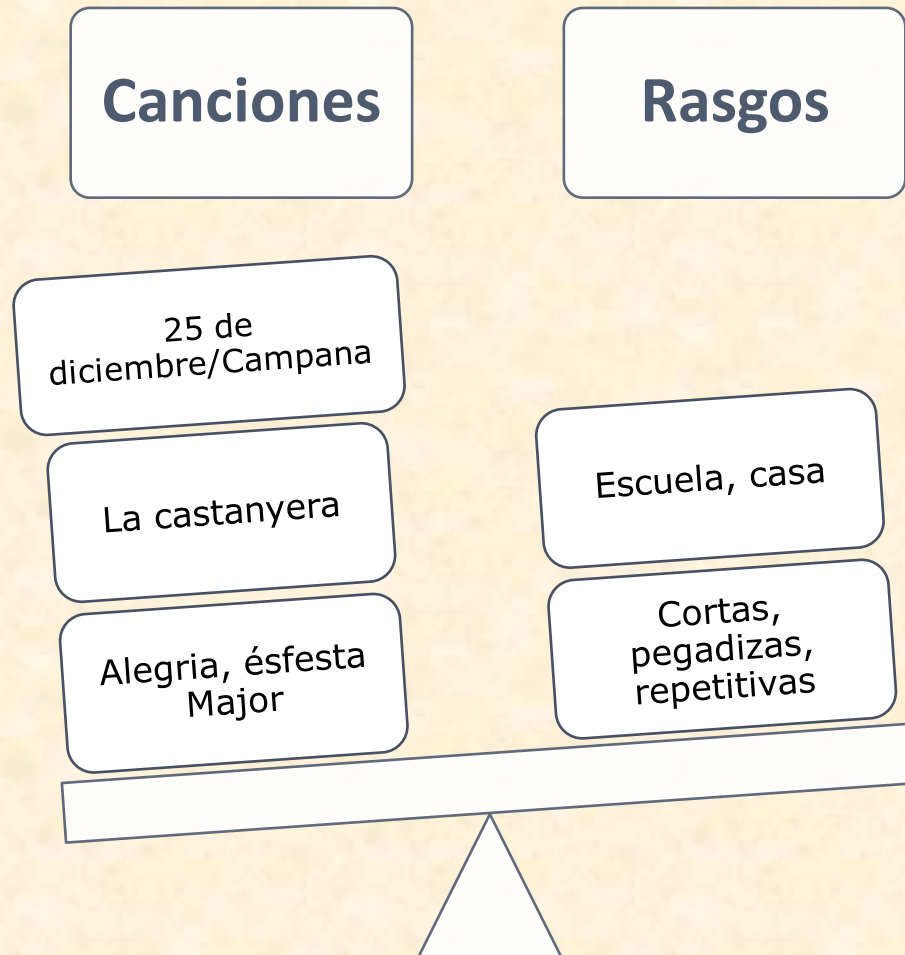 Canciones
Rasgos
25 de
diciembre/Campana
La castanyera
Alegria, ésfesta
Major
Escuela, casa
Cortas,
pegadizas,
repetitivas